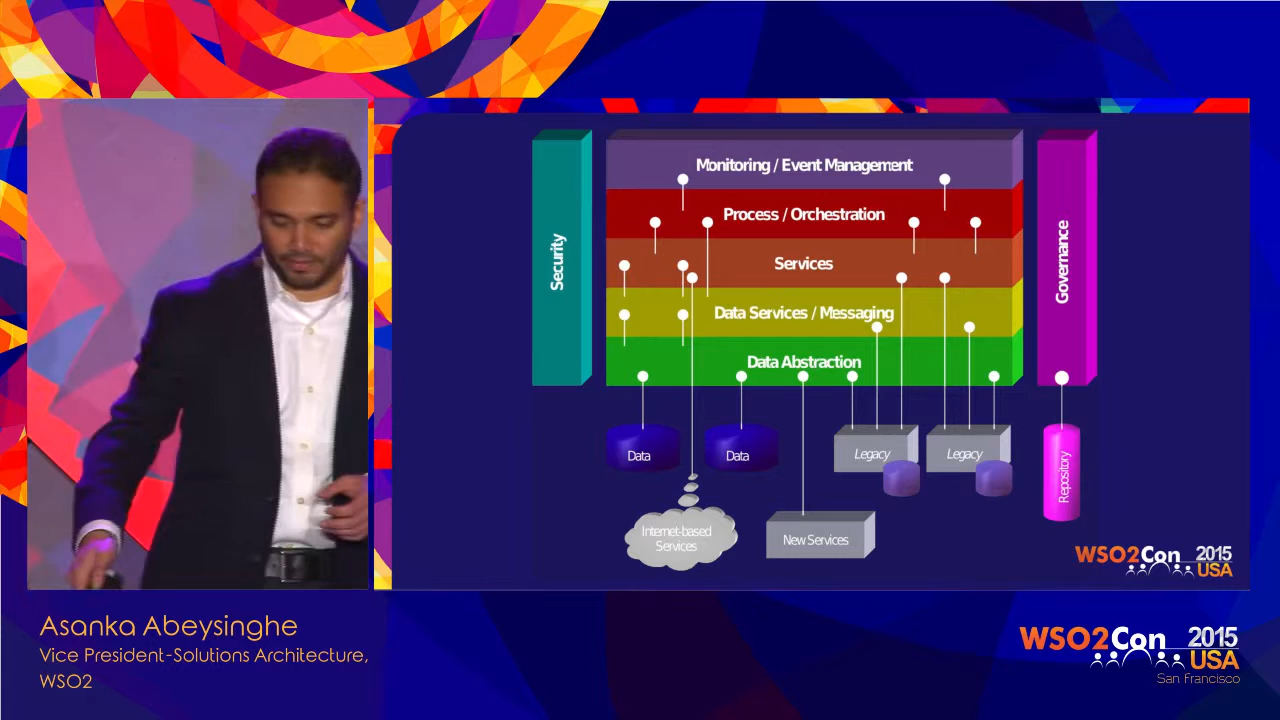 Monitoring / Event Management
Process / Orchestration
Services
Data Services / Messaging
Data Abstraction
Security
Governance
Data
Data
Legacy
Legacy
Repository
Internet-based
Services
New Services
WSO2Con 2015
USA
Asanka Abeysinghe
Vice President-Solutions Architecture,
WSO2
WSO2Con 2015
USA
San Francisco